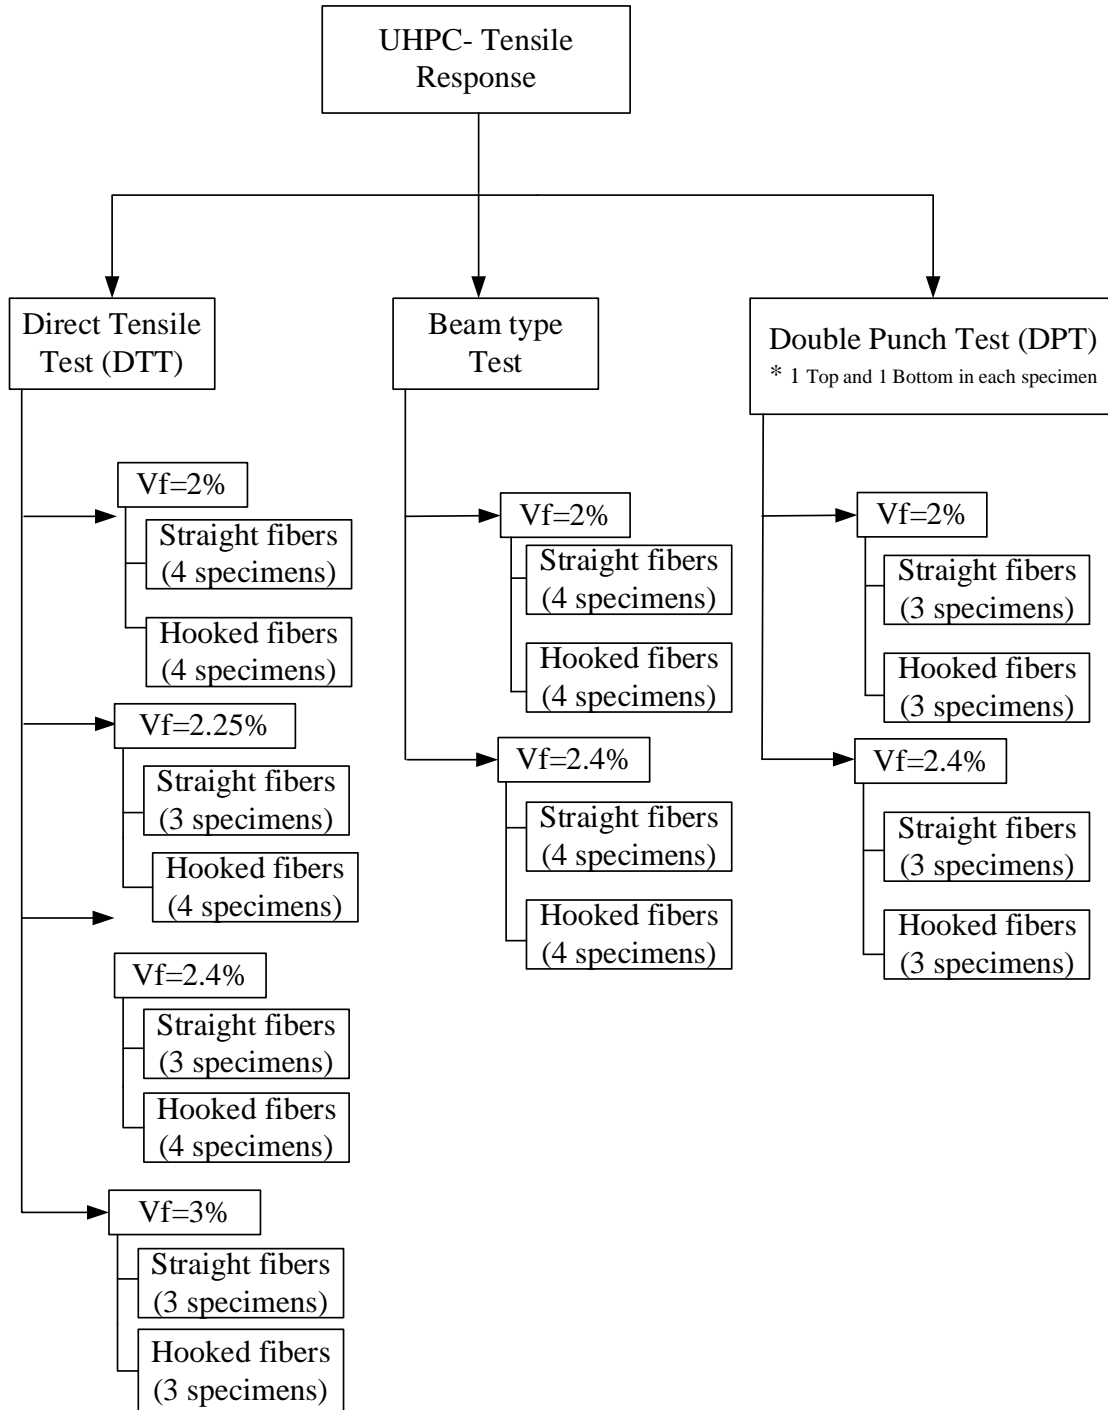 UHPC- Tensile
Response
Direct Tensile
Test (DTT)
Vf=2%
Straight fibers
(4 specimens)
Hooked fibers
(4 specimens)
Vf=2.25%
Straight fibers
(3 specimens)
Hooked fibers
(4 specimens)
Vf=2.4%
Straight fibers
(3 specimens)
Hooked fibers
(4 specimens)
Vf=3%
Straight fibers
(3 specimens)
Hooked fibers
(3 specimens)
Beam type
Test
Vf=2%
Straight fibers
(4 specimens)
Hooked fibers
(4 specimens)
Vf=2.4%
Straight fibers
(4 specimens)
Hooked fibers
(4 specimens)
Double Punch Test (DPT)
* 1 Top and 1 Bottom in each specimen
Vf=2%
Straight fibers
(3 specimens)
Hooked fibers
(3 specimens)
Vf=2.4%
Straight fibers
(3 specimens)
Hooked fibers
(3 specimens)